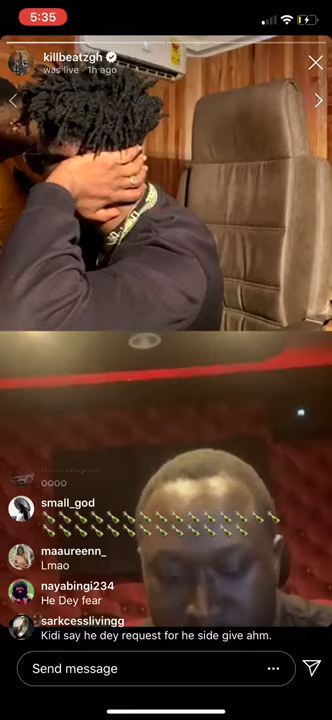 5:35
killbeatzgh
was live · 1h ago
oooo
small_god
maaureenn_
Lmao
nayabingi234
He Dey fear
sarkcesslivingg
Kidi say he dey request for he side give ahm.
Send message